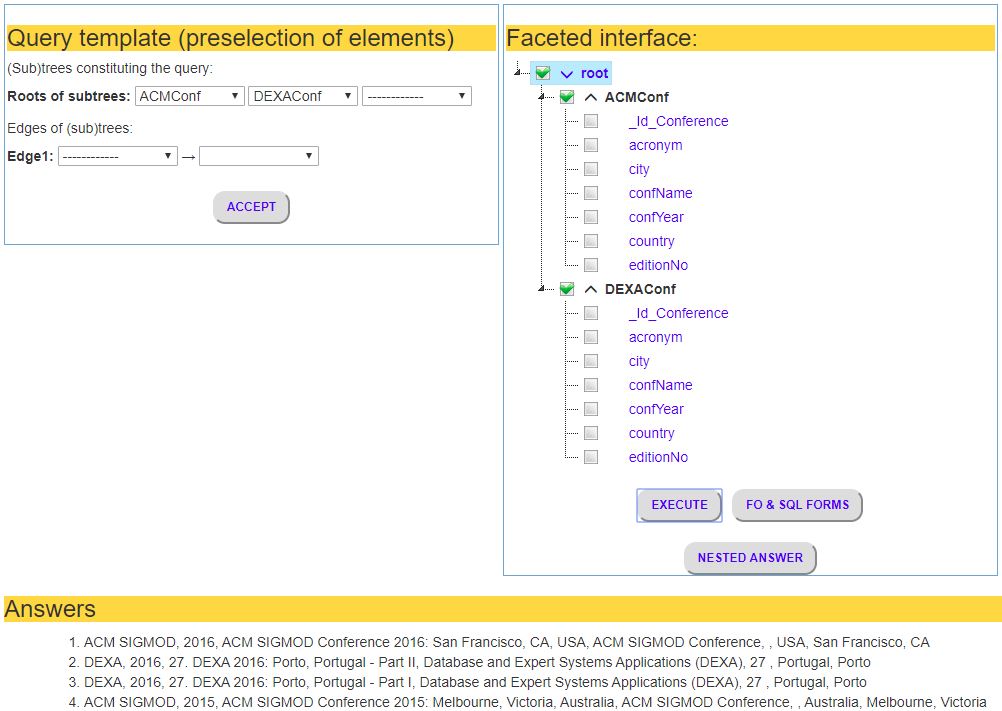 Query template (preselection of elements)
(Sub)trees constituting the query:
Roots of subtrees: ACMConf DEXAConf ------------
Edges of (sub)trees:
Edge1: ------------ →
ACCEPT
Faceted interface:
root
ACMConf
_Id_Conference
acronym
city
confName
confYear
country
editionNo
DEXAConf
_Id_Conference
acronym
city
confName
confYear
country
editionNo
EXECUTE FO & SQL FORMS
NESTED ANSWER
Answers
1. ACM SIGMOD, 2016, ACM SIGMOD Conference 2016: San Francisco, CA, USA, ACM SIGMOD Conference, , USA, San Francisco, CA
2. DEXA, 2016, 27. DEXA 2016: Porto, Portugal - Part II, Database and Expert Systems Applications (DEXA), 27 , Portugal, Porto
3. DEXA, 2016, 27. DEXA 2016: Porto, Portugal - Part I, Database and Expert Systems Applications (DEXA), 27 , Portugal, Porto
4. ACM SIGMOD, 2015, ACM SIGMOD Conference 2015: Melbourne, Victoria, Australia, ACM SIGMOD Conference, , Australia, Melbourne, Victoria